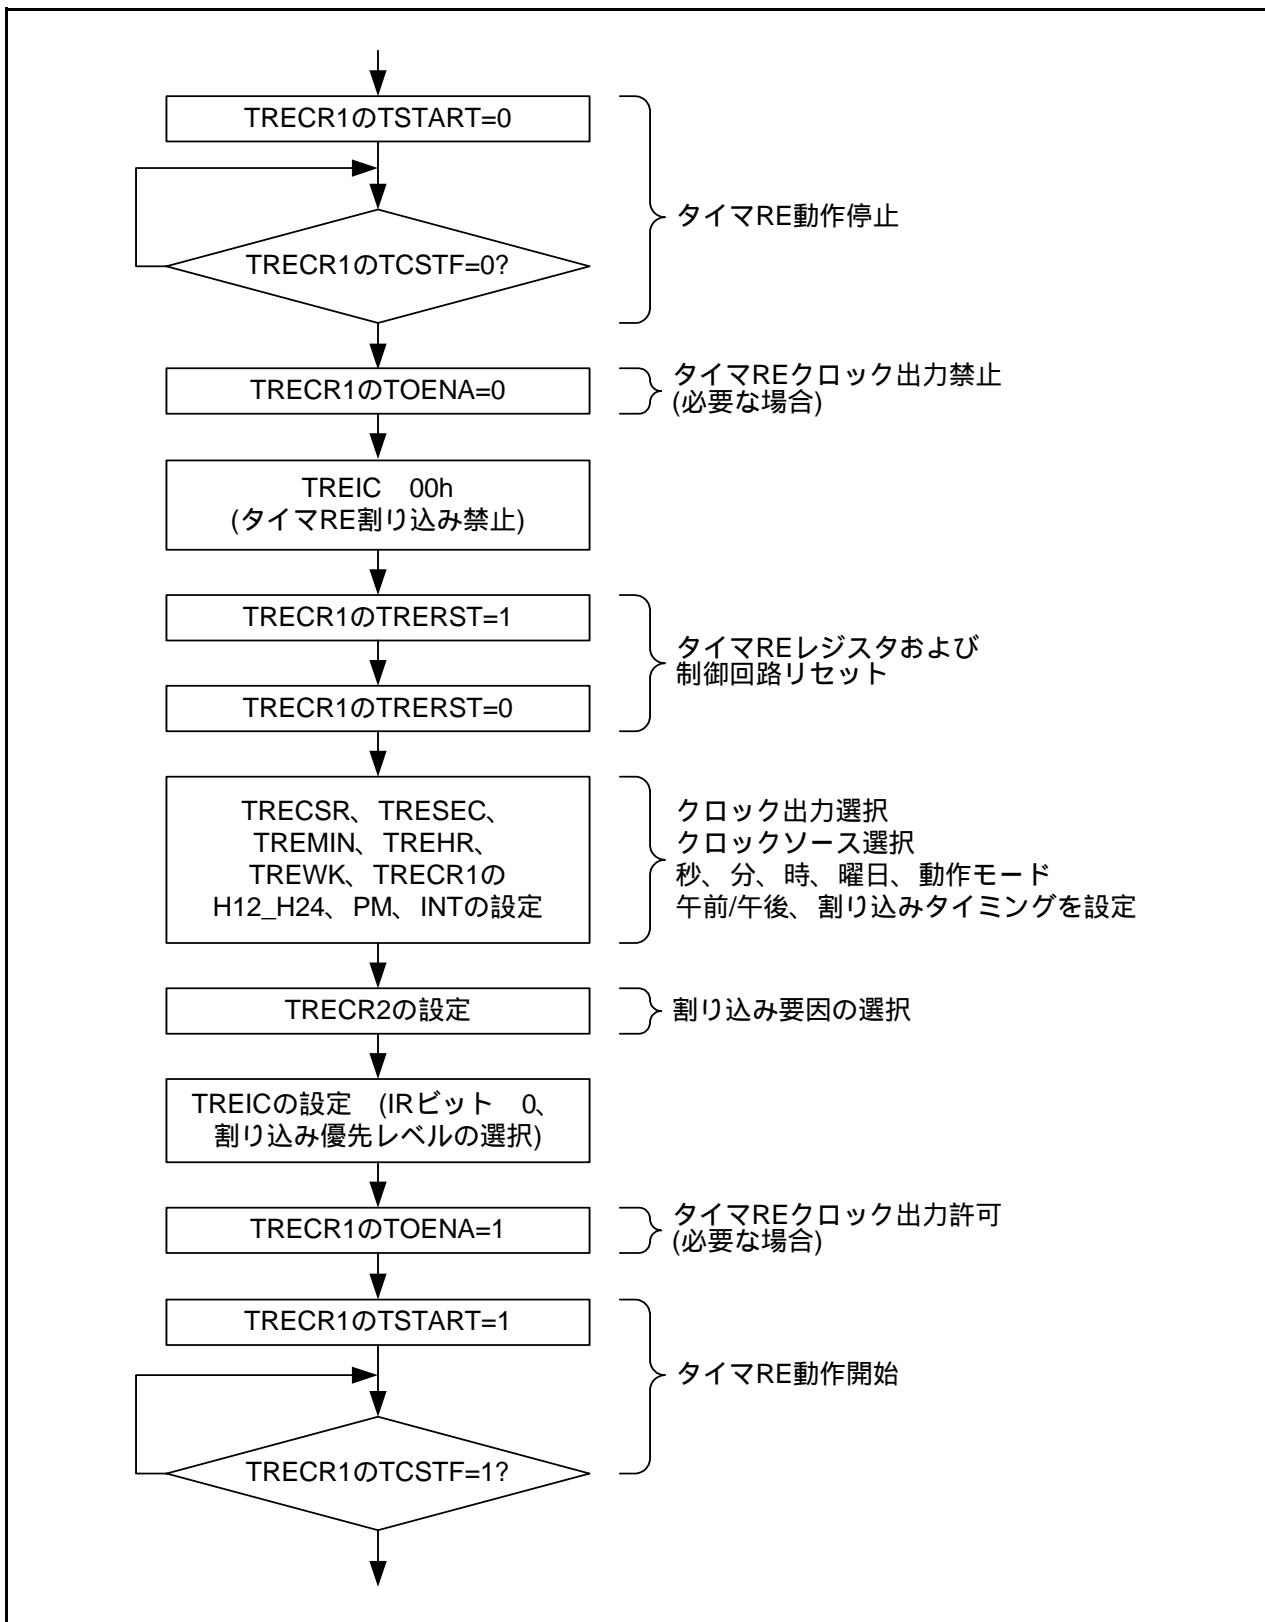 TRECR1のTSTART=0
TRECR1のTCSTF=0?
タイマRE動作停止
TRECR1のTOENA=0
タイマREクロック出力禁止
(必要な場合)
TREIC　00h
(タイマRE割り込み禁止)
TRECR1のTRERST=1
TRECR1のTRERST=0
タイマREレジスタおよび
制御回路リセット
TRECSR、TRESEC、
TREMIN、TREHR、
TREWK、TRECR1の
H12_H24、PM、INTの設定
クロック出力選択
クロックソース選択
秒、分、時、曜日、動作モード
午前/午後、割り込みタイミングを設定
TRECR2の設定
割り込み要因の選択
TREICの設定　(IRビット　0、
割り込み優先レベルの選択)
TRECR1のTOENA=1
タイマREクロック出力許可
(必要な場合)
TRECR1のTSTART=1
タイマRE動作開始
TRECR1のTCSTF=1?